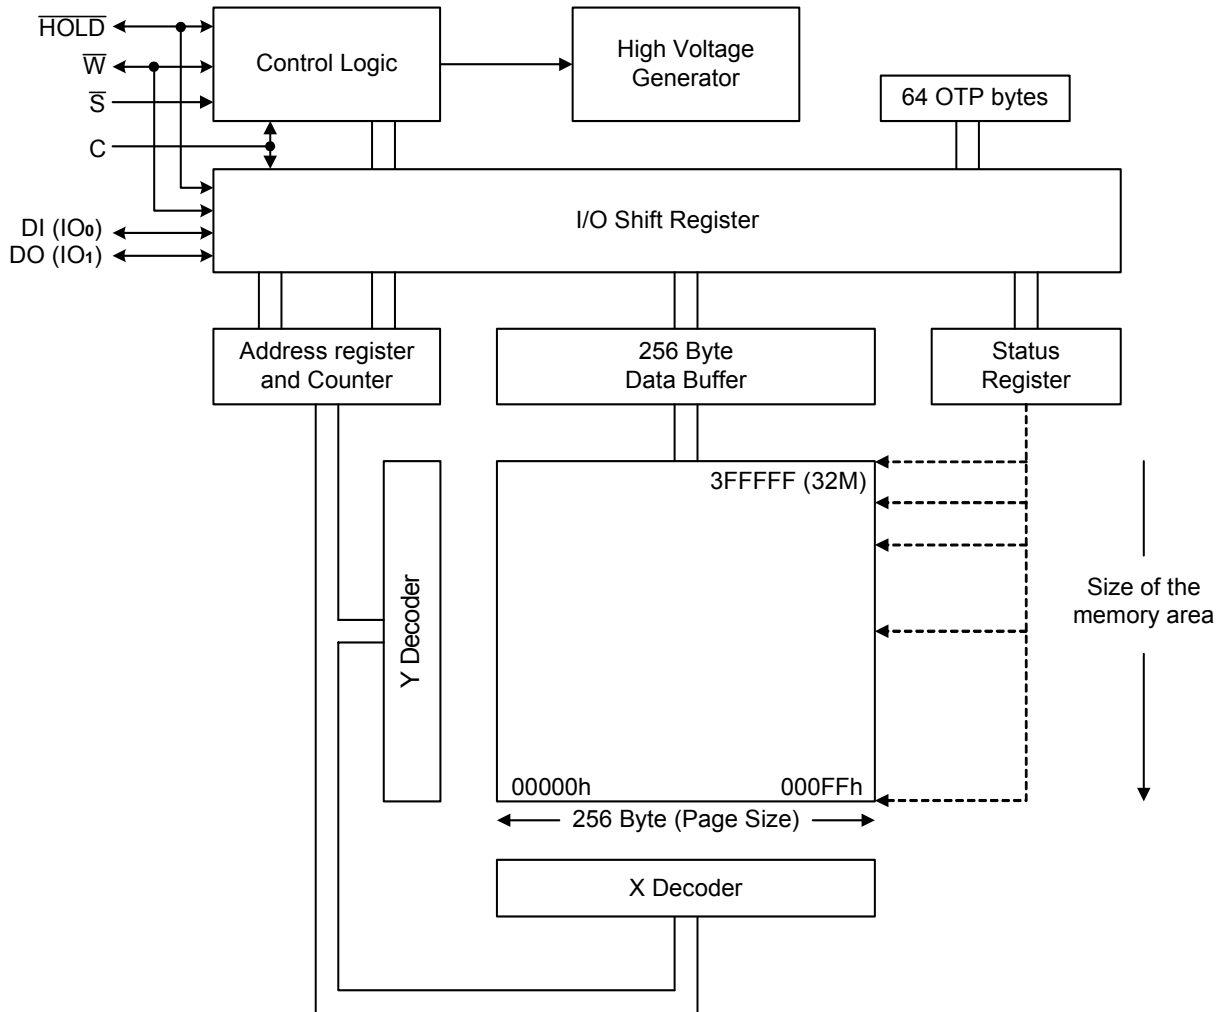 HOLD
W
S
C
DI (IO0)
DO (IO1)
Control Logic
High Voltage
Generator
64 OTP bytes
I/O Shift Register
Address register
and Counter
256 Byte
Data Buffer
Status
Register
Y Decoder
3FFFFF (32M)
00000h
000FFh
256 Byte (Page Size)
Size of the
memory area
X Decoder